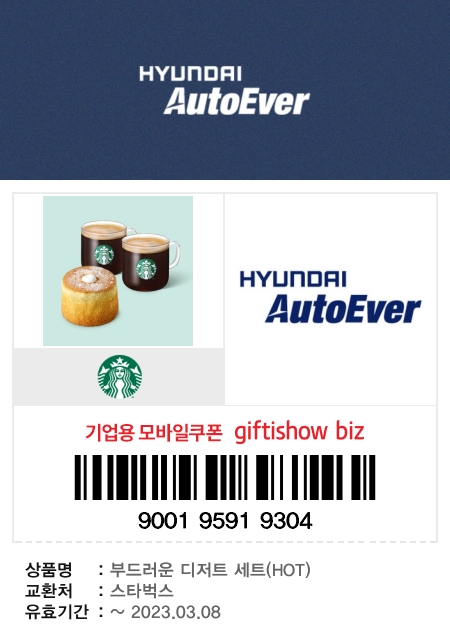 HYUNDAI
AutoEver
HYUNDAI
AutoEver
기업용 모바일쿠폰 giftishow biz
9001 9591 9304
상품명 : 부드러운 디저트 세트(HOT)
교환처 : 스타벅스
유효기간 : ~ 2023.03.08